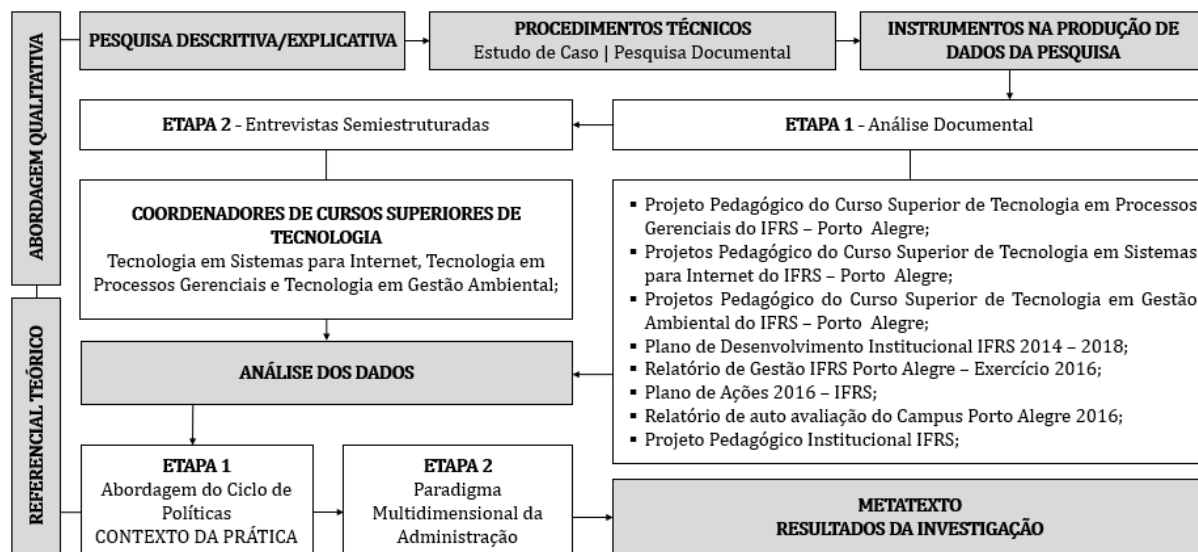 ABORDAGEM QUALITATIVA
PESQUISA DESCRITIVA/EXPLICATIVA
PROCEDIMENTOS TÉCNICOS
Estudo de Caso | Pesquisa Documental
INSTRUMENTOS NA PRODUÇÃO DE
DADOS DA PESQUISA
ETAPA 2 - Entrevistas Semiestruturadas
ETAPA 1 - Análise Documental
COORDENADORES DE CURSOS SUPERIORES DE
TECNOLOGIA
Tecnologia em Sistemas para Internet, Tecnologia em
Processos Gerenciais e Tecnologia em Gestão Ambiental;
▪ Projeto Pedagógico do Curso Superior de Tecnologia em Processos
Gerenciais do IFRS – Porto Alegre;
▪ Projetos Pedagógico do Curso Superior de Tecnologia em Sistemas
para Internet do IFRS – Porto Alegre;
▪ Projetos Pedagógico do Curso Superior de Tecnologia em Gestão
Ambiental do IFRS – Porto Alegre;
▪ Plano de Desenvolvimento Institucional IFRS 2014 – 2018;
▪ Relatório de Gestão IFRS Porto Alegre – Exercício 2016;
▪ Plano de Ações 2016 – IFRS;
▪ Relatório de auto avaliação do Campus Porto Alegre 2016;
▪ Projeto Pedagógico Institucional IFRS;
REFERENCIAL TEÓRICO
ANÁLISE DOS DADOS
ETAPA 1
Abordagem do Ciclo de
Políticas
CONTEXTO DA PRÁTICA
ETAPA 2
Paradigma
Multidimensional da
Administração
METATEXTO
RESULTADOS DA INVESTIGAÇÃO